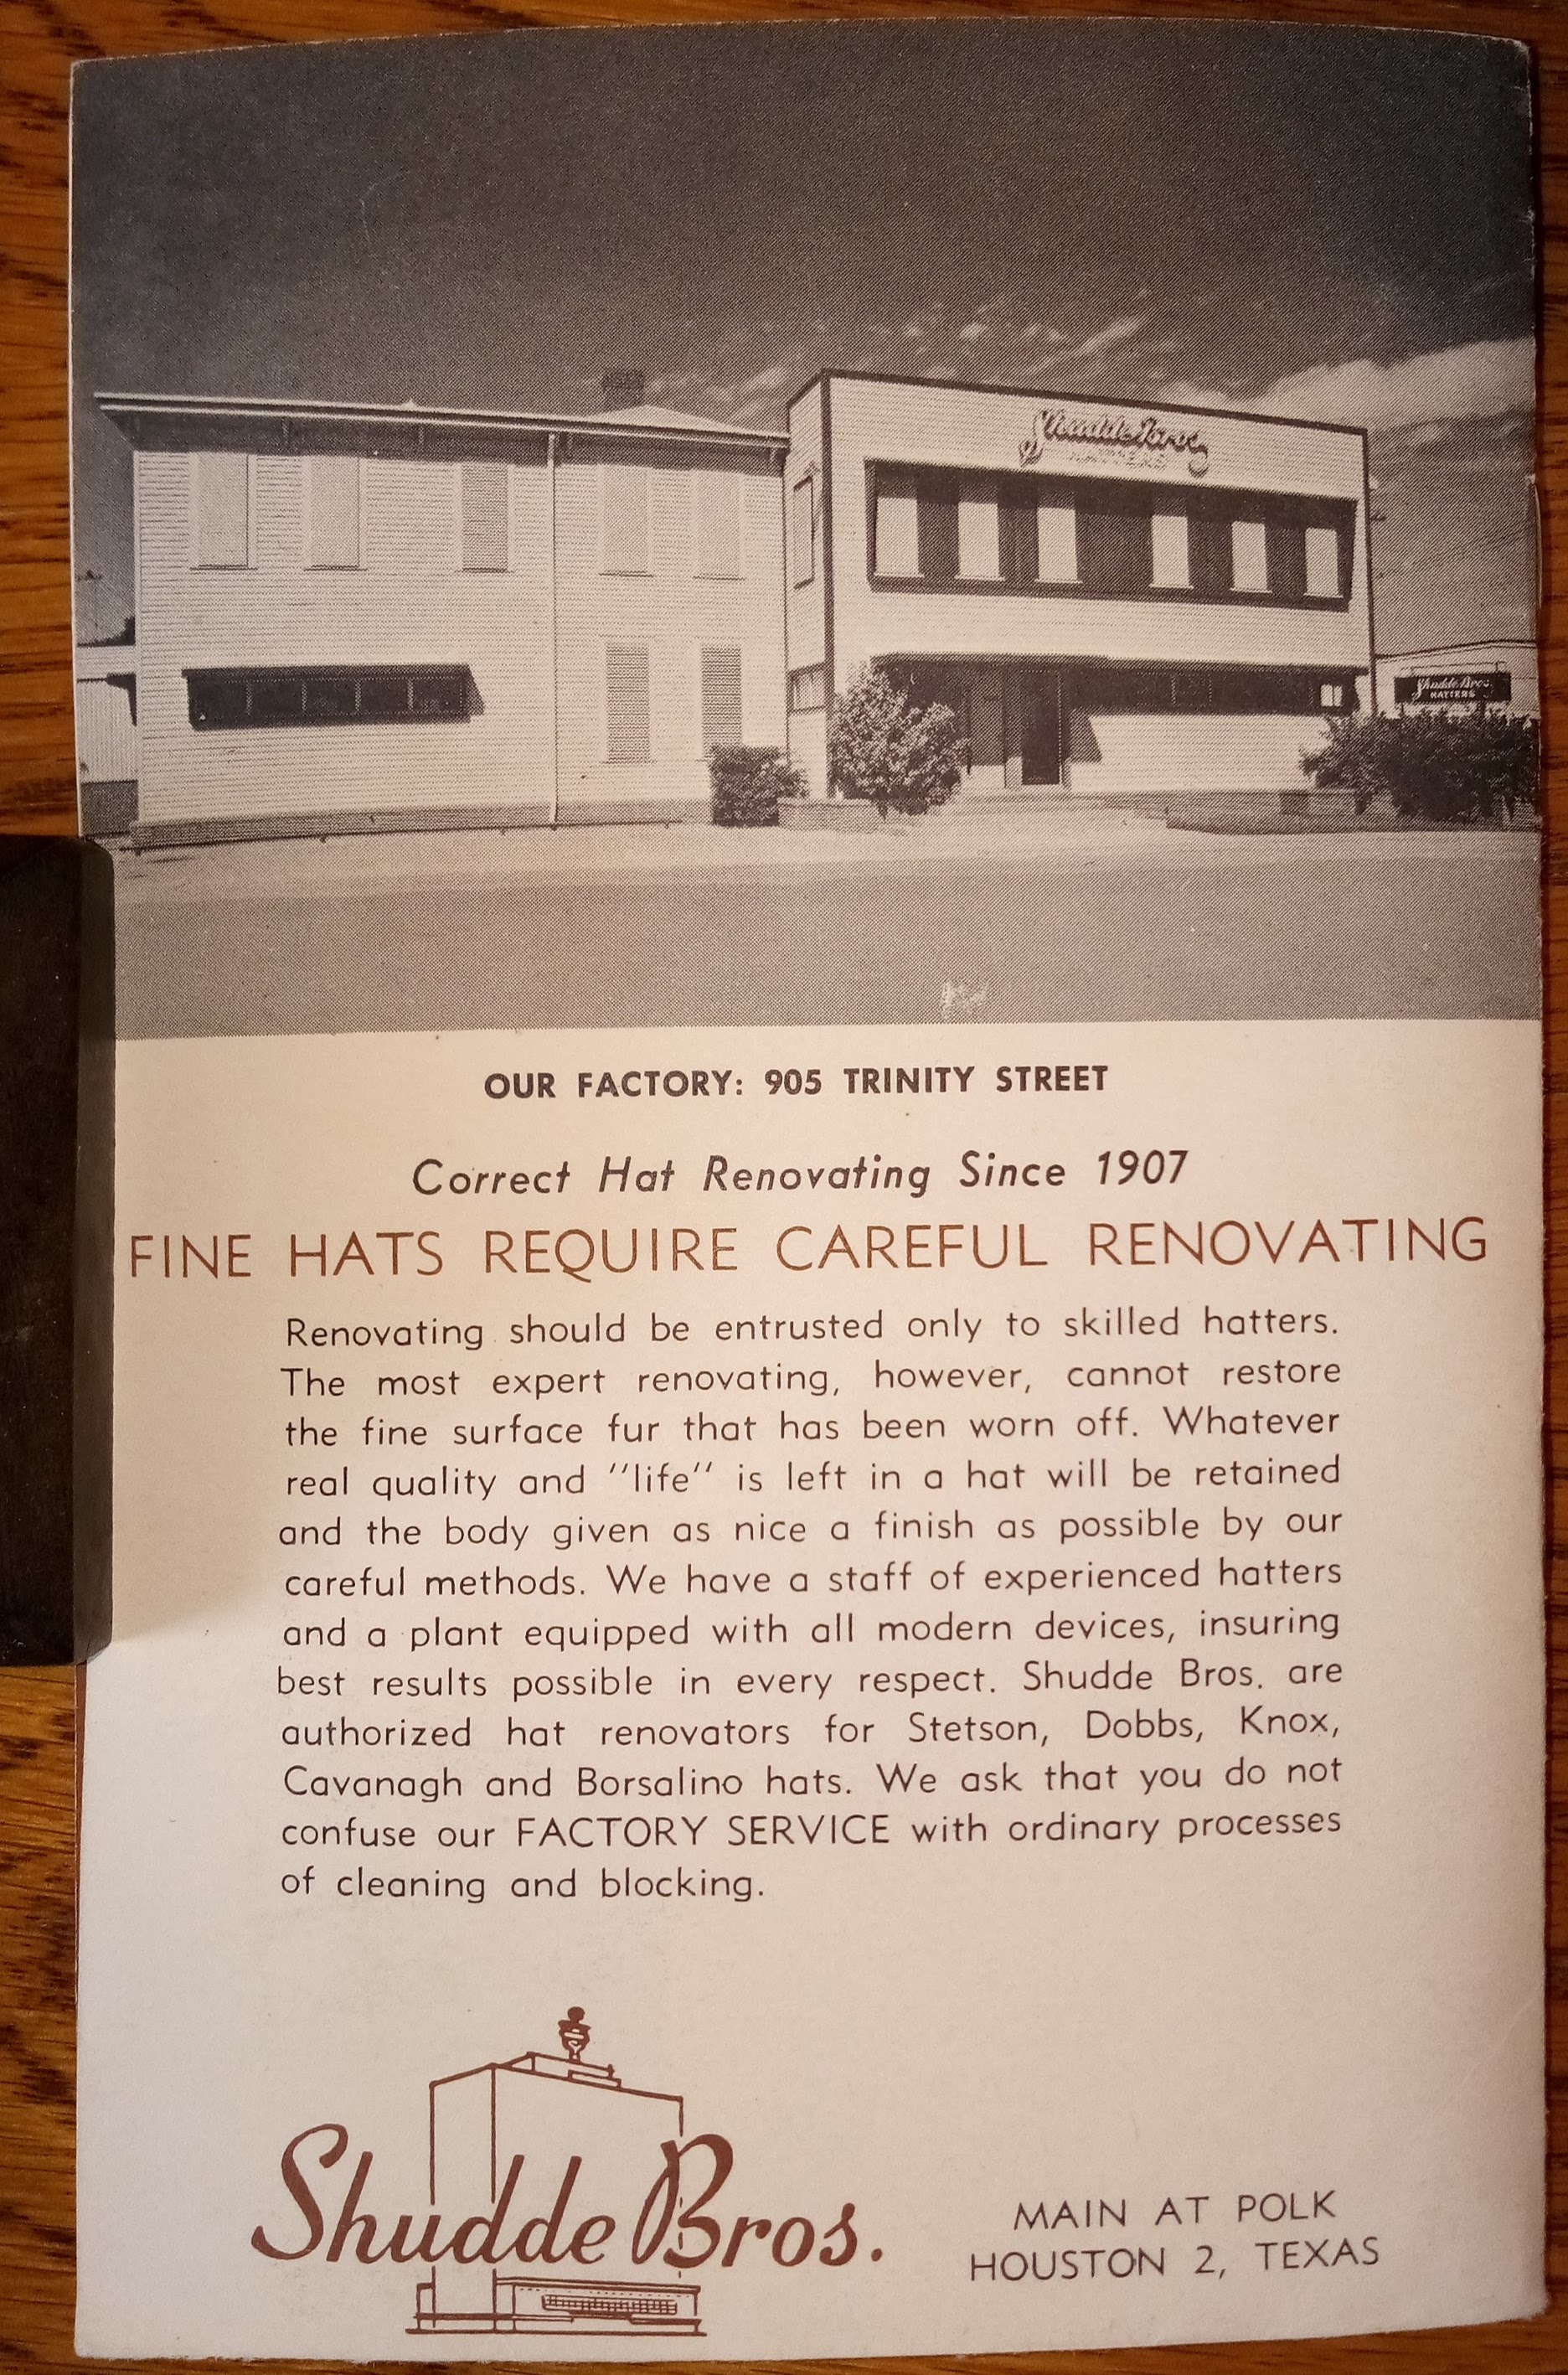 Shudde Bros
HATTERS
Shudde Bros.
HATTERS
OUR FACTORY: 905 TRINITY STREET
Correct Hat Renovating Since 1907
FINE HATS REQUIRE CAREFUL RENOVATING
Renovating should be entrusted only to skilled hatters.
The most expert renovating, however, cannot restore
the fine surface fur that has been worn off. Whatever
real quality and "life" is left in a hat will be retained
and the body given as nice a finish as possible by our
careful methods. We have a staff of experienced hatters
and a plant equipped with all modern devices, insuring
best results possible in every respect. Shudde Bros. are
authorized hat renovators for Stetson, Dobbs, Knox,
Cavanagh and Borsalino hats. We ask that you do not
confuse our FACTORY SERVICE with ordinary processes
of cleaning and blocking.
Shudde Bros.
MAIN AT POLK
HOUSTON 2, TEXAS